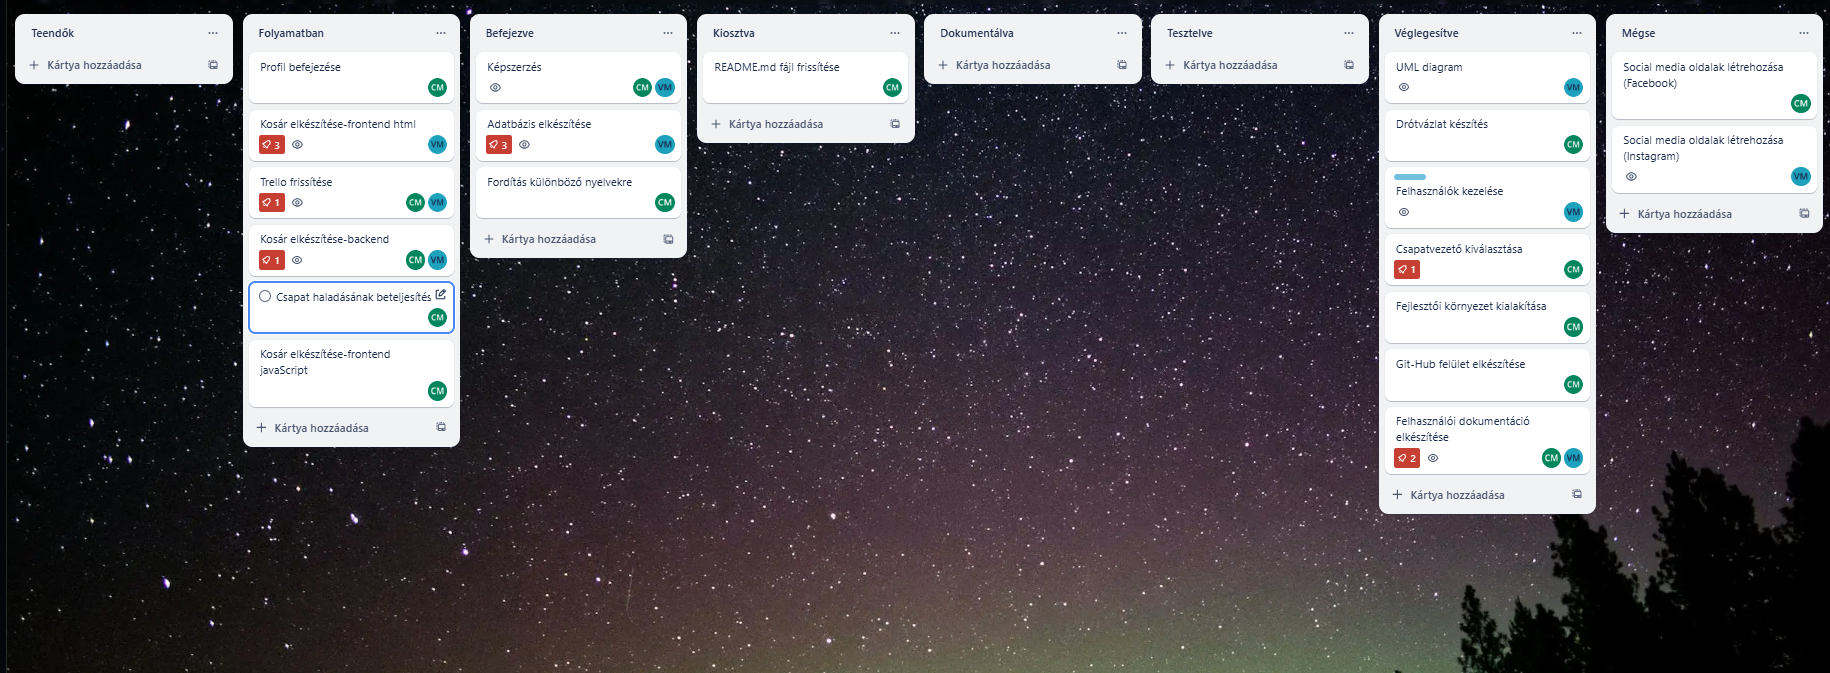 Teendők
Kártya hozzáadása
Folyamatban
Profil befejezése
CM
Kosár elkészítése-frontend html
3
VM
Trello frissítése
1
CM VM
Kosár elkészítése-backend
1
CM VM
Csapat haladásának beteljesítés
CM
Kosár elkészítése-frontend
javaScript
CM
Kártya hozzáadása
Befejezve
Képszerzés
CM VM
Adatbázis elkészítése
3
VM
Fordítás különböző nyelvekre
CM
Kártya hozzáadása
Kiosztva
README.md fájl frissítése
CM
Kártya hozzáadása
Dokumentálva
Kártya hozzáadása
Tesztelve
Kártya hozzáadása
Véglegesítve
UML diagram
VM
Drótvázlat készítés
CM
Felhasználók kezelése
VM
Csapatvezető kiválasztása
1
CM
Fejlesztői környezet kialakítása
CM
Git-Hub felület elkészítése
CM
Felhasználói dokumentáció
elkészítése
2
CM VM
Kártya hozzáadása
Mégse
Social media oldalak létrehozása
(Facebook)
CM
Social media oldalak létrehozása
(Instagram)
VM
Kártya hozzáadása